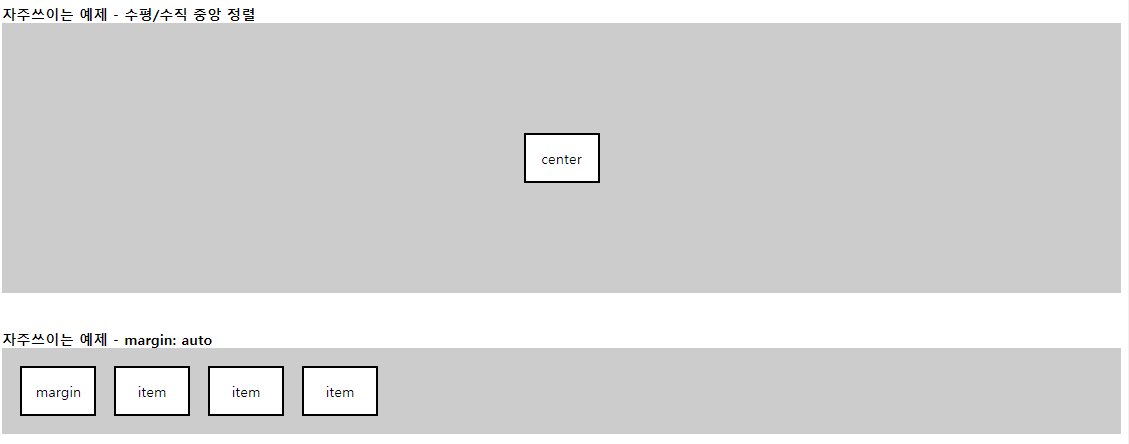 자주쓰이는 예제 - 수평/수직 중앙 정렬
center
자주쓰이는 예제 - margin: auto
margin item item item